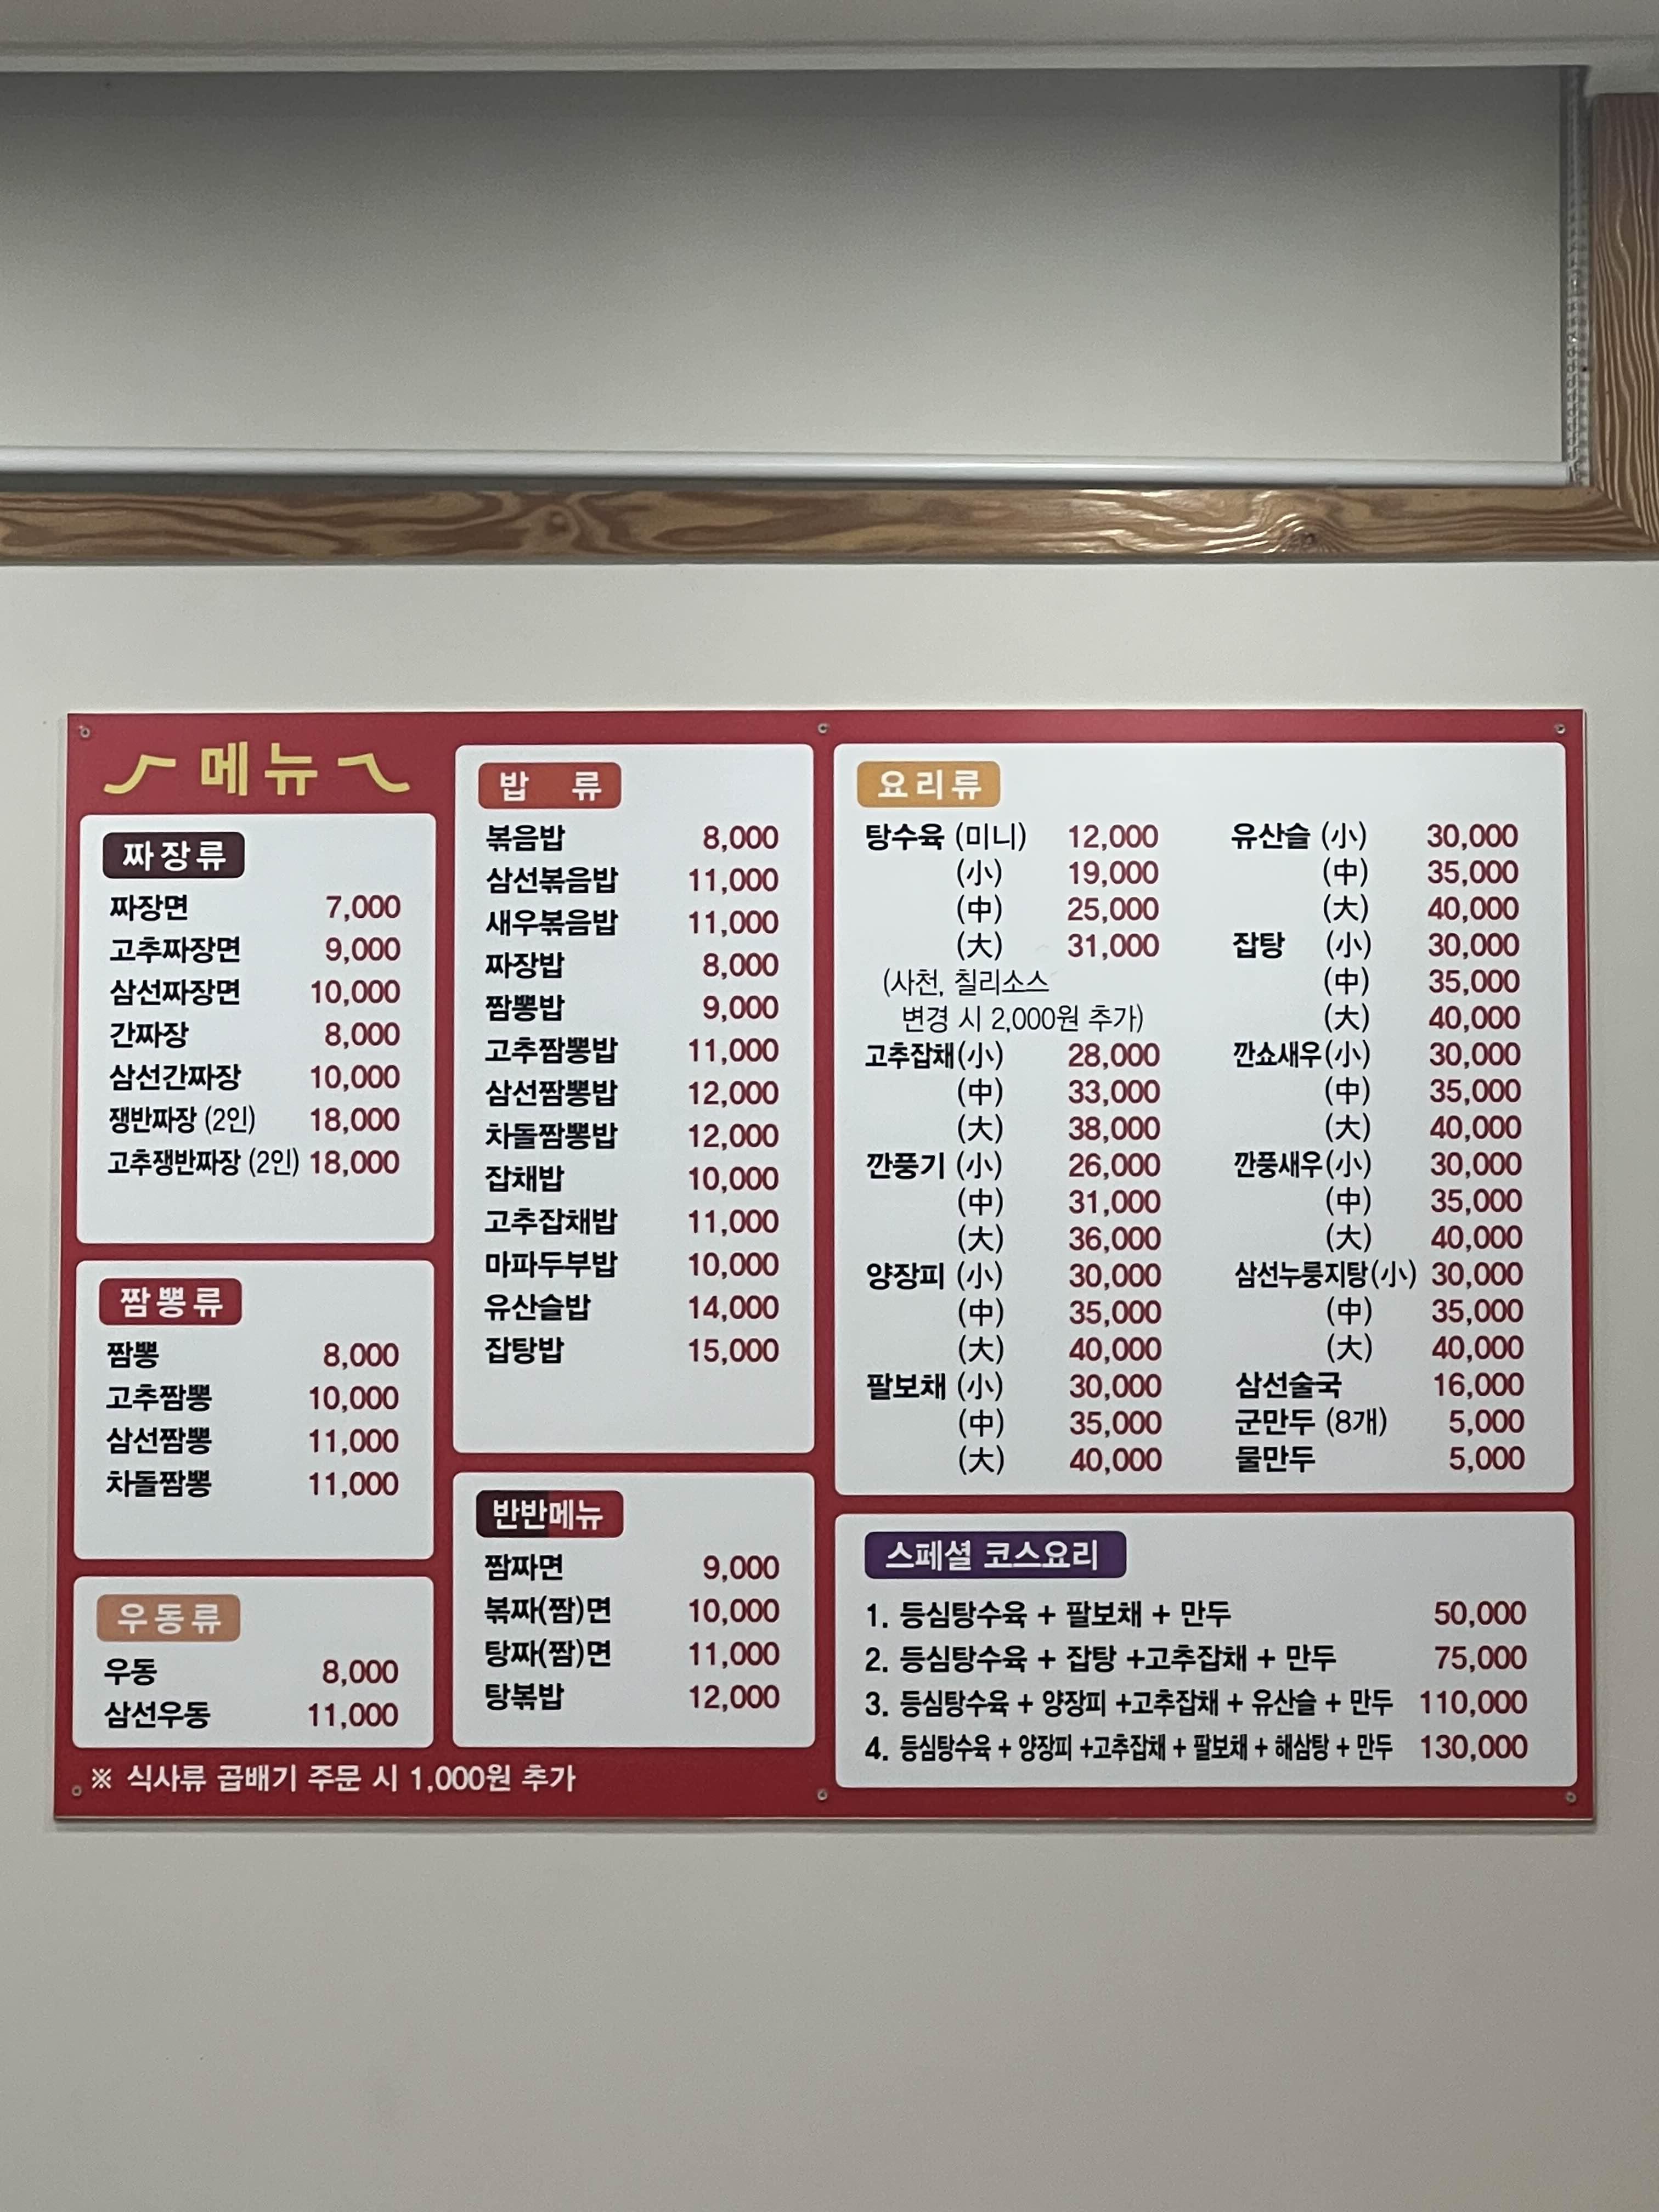 메뉴
짜장류
짜장면 7,000
고추짜장면 9,000
삼선짜장면 10,000
간짜장 8,000
삼선간짜장 10,000
쟁반짜장 (2인) 18,000
고추쟁반짜장 (2인) 18,000
짬뽕류
짬뽕 8,000
고추짬뽕 10,000
삼선짬뽕 11,000
차돌짬뽕 11,000
우동류
우동 8,000
삼선우동 11,000
밥 류
볶음밥 8,000
삼선볶음밥 11,000
새우볶음밥 11,000
짜장밥 8,000
짬뽕밥 9,000
고추짬뽕밥 11,000
삼선짬뽕밥 12,000
차돌짬뽕밥 12,000
잡채밥 10,000
고추잡채밥 11,000
마파두부밥 10,000
유산슬밥 14,000
잡탕밥 15,000
반반메뉴
짬짜면 9,000
볶짜(짬)면 10,000
탕짜(짬)면 11,000
탕볶밥 12,000
요리류
탕수육 (미니) 12,000
(小) 19,000
(中) 25,000
(大) 31,000
(사천, 칠리소스
변경 시 2,000원 추가)
고추잡채(小) 28,000
(中) 33,000
(大) 38,000
깐풍기 (小) 26,000
(中) 31,000
(大) 36,000
양장피 (小) 30,000
(中) 35,000
(大) 40,000
팔보채 (小) 30,000
(中) 35,000
(大) 40,000
유산슬 (小) 30,000
(中) 35,000
(大) 40,000
잡탕 (小) 30,000
(中) 35,000
(大) 40,000
깐쇼새우(小) 30,000
(中) 35,000
(大) 40,000
깐풍새우(小) 30,000
(中) 35,000
(大) 40,000
삼선누룽지탕(小) 30,000
(中) 35,000
(大) 40,000
삼선술국 16,000
군만두 (8개) 5,000
물만두 5,000
스페셜 코스요리
1. 등심탕수육 + 팔보채 + 만두 50,000
2. 등심탕수육 + 잡탕 +고추잡채 + 만두 75,000
3. 등심탕수육 + 양장피 +고추잡채 + 유산슬 + 만두 110,000
4. 등심탕수육 + 양장피 +고추잡채 + 팔보채 + 해삼탕 + 만두 130,000
※ 식사류 곱배기 주문 시 1,000원 추가